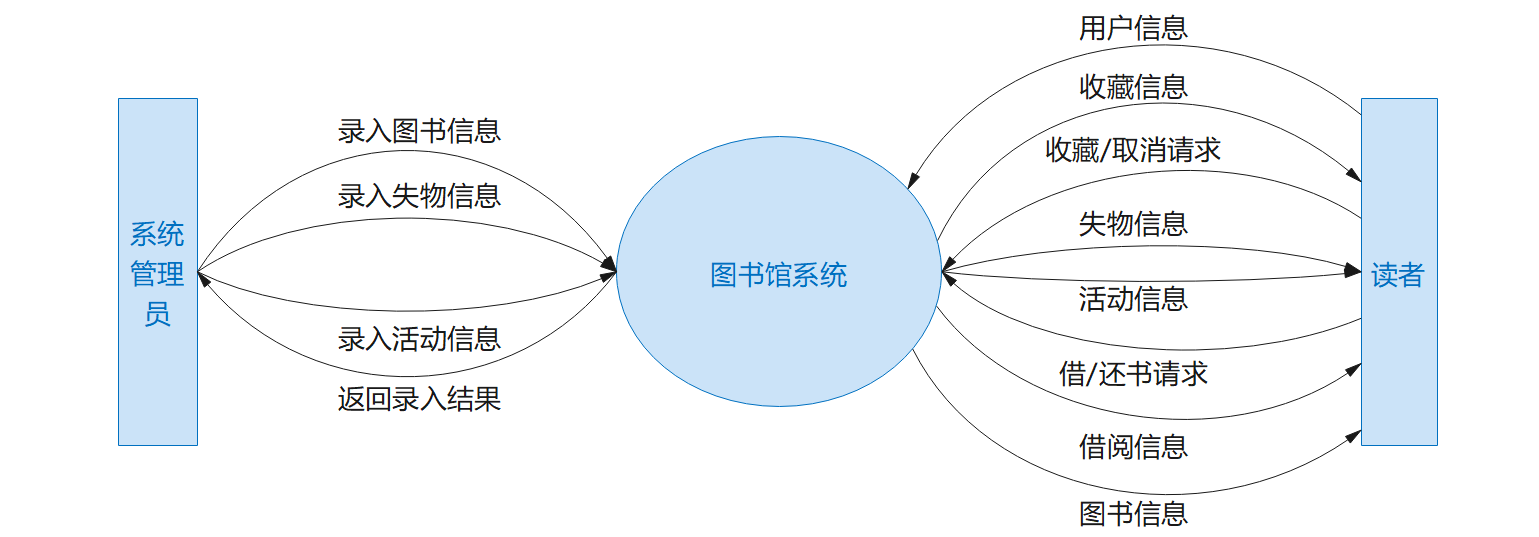 用户信息
收藏信息
录入图书信息
收藏/取消请求
录入失物信息
失物信息
系统
管理
员
图书馆系统
读者
活动信息
录入活动信息
借/还书请求
返回录入结果
借阅信息
图书信息